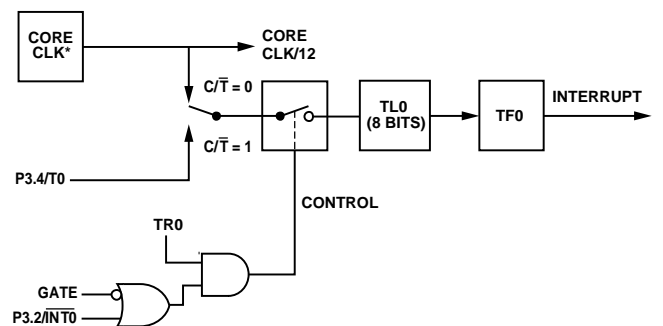 CORE
CLK*
CORE
CLK/12
C/T̅ = 0
C/T̅ = 1
TL0
(8 BITS)
TF0
INTERRUPT
P3.4/T0
CONTROL
TR0
GATE
P3.2/I̅N̅T̅0̅